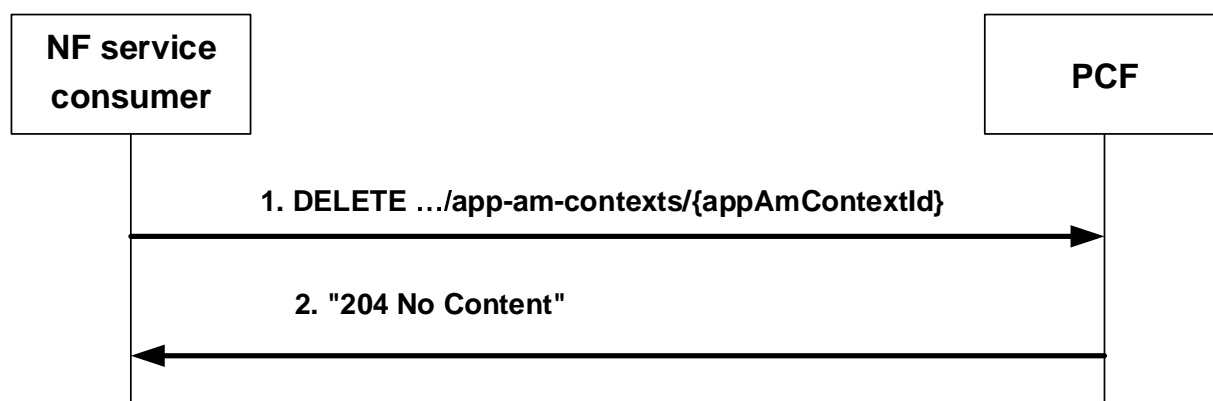 NF service
consumer
PCF
1. DELETE …/app-am-contexts/{appAmContextId}
2. "204 No Content"